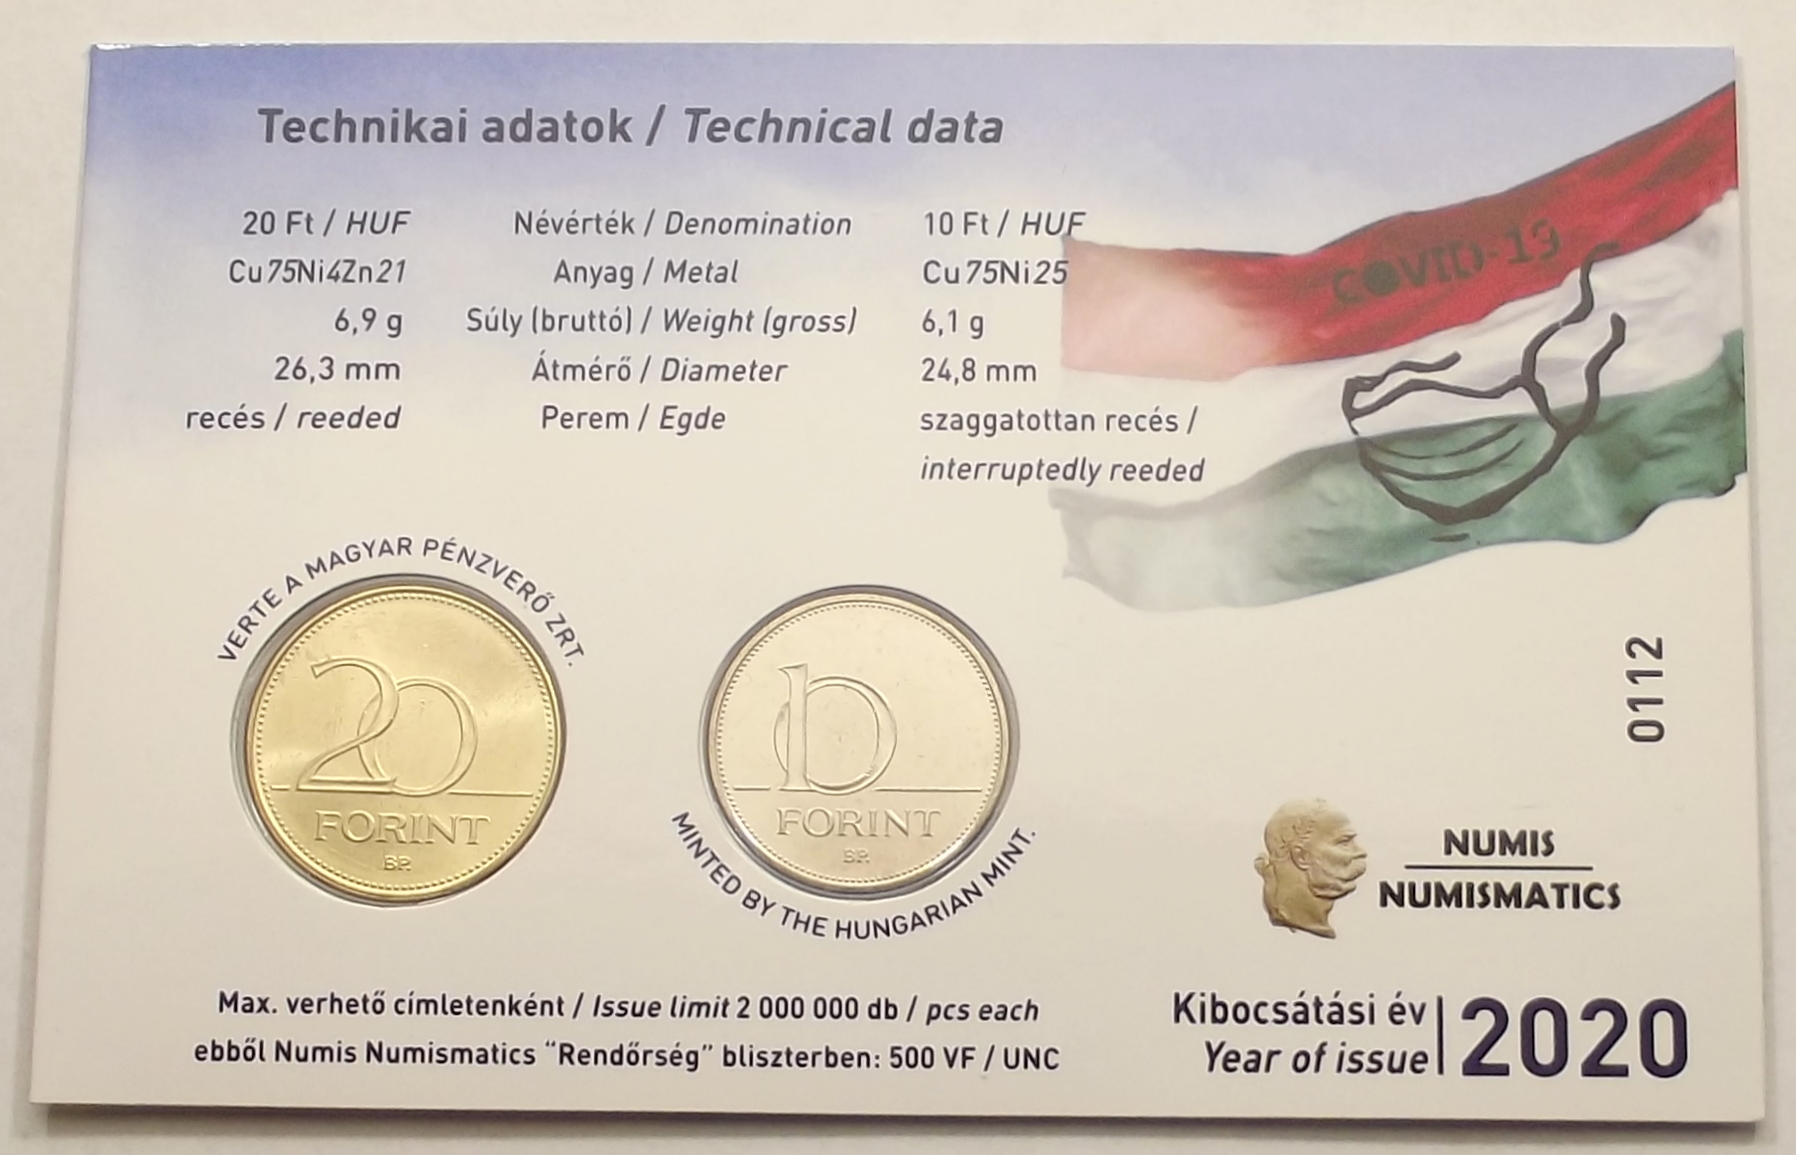 Technikai adatok / Technical data
20 Ft / HUF Névérték / Denomination 10 Ft / HUF
Cu75Ni4Zn21 Anyag / Metal Cu75Ni25
6,9 g Súly (bruttó) / Weight (gross) 6,1 g
26,3 mm Átmérő / Diameter 24,8 mm
recés / reeded Perem / Egde szaggatottan recés /
interruptedly reeded
COVID-19
VERTE A MAGYAR PÉNZVERŐ ZRT.
20
FORINT
BP.
10
FORINT
BP.
MINTED BY THE HUNGARIAN MINT.
0112
NUMIS
NUMISMATICS
Max. verhető címletenként / Issue limit 2 000 000 db / pcs each
ebből Numis Numismatics "Rendőrség" bliszterben: 500 VF / UNC
Kibocsátási év
Year of issue
2020